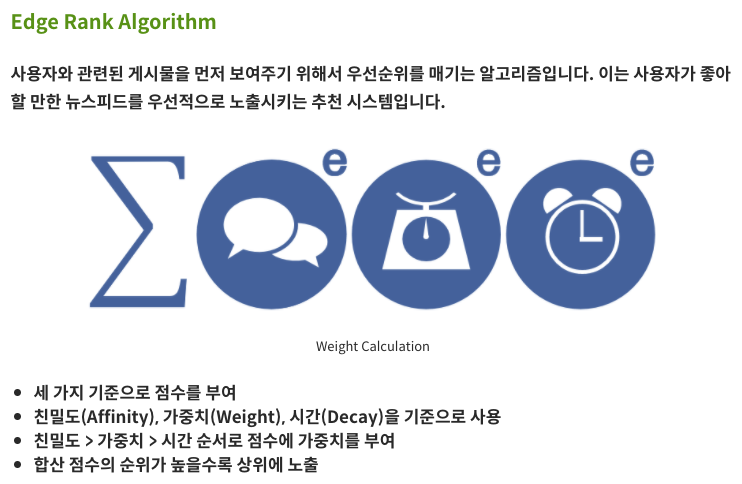 Edge Rank Algorithm
사용자와 관련된 게시물을 먼저 보여주기 위해서 우선순위를 매기는 알고리즘입니다. 이는 사용자가 좋아
할 만한 뉴스피드를 우선적으로 노출시키는 추천 시스템입니다.
∑ e e e
Weight Calculation
• 세 가지 기준으로 점수를 부여
• 친밀도(Affinity), 가중치(Weight), 시간(Decay)을 기준으로 사용
• 친밀도 > 가중치 > 시간 순서로 점수에 가중치를 부여
• 합산 점수의 순위가 높을수록 상위에 노출